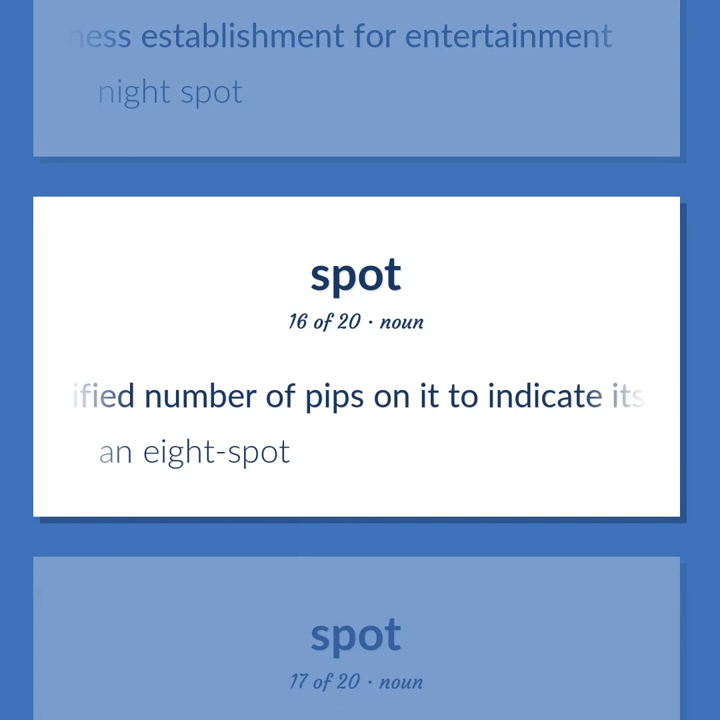 ness establishment for entertainment
night spot
spot
16 of 20 · noun
ified number of pips on it to indicate its
an eight-spot
spot
17 of 20 · noun